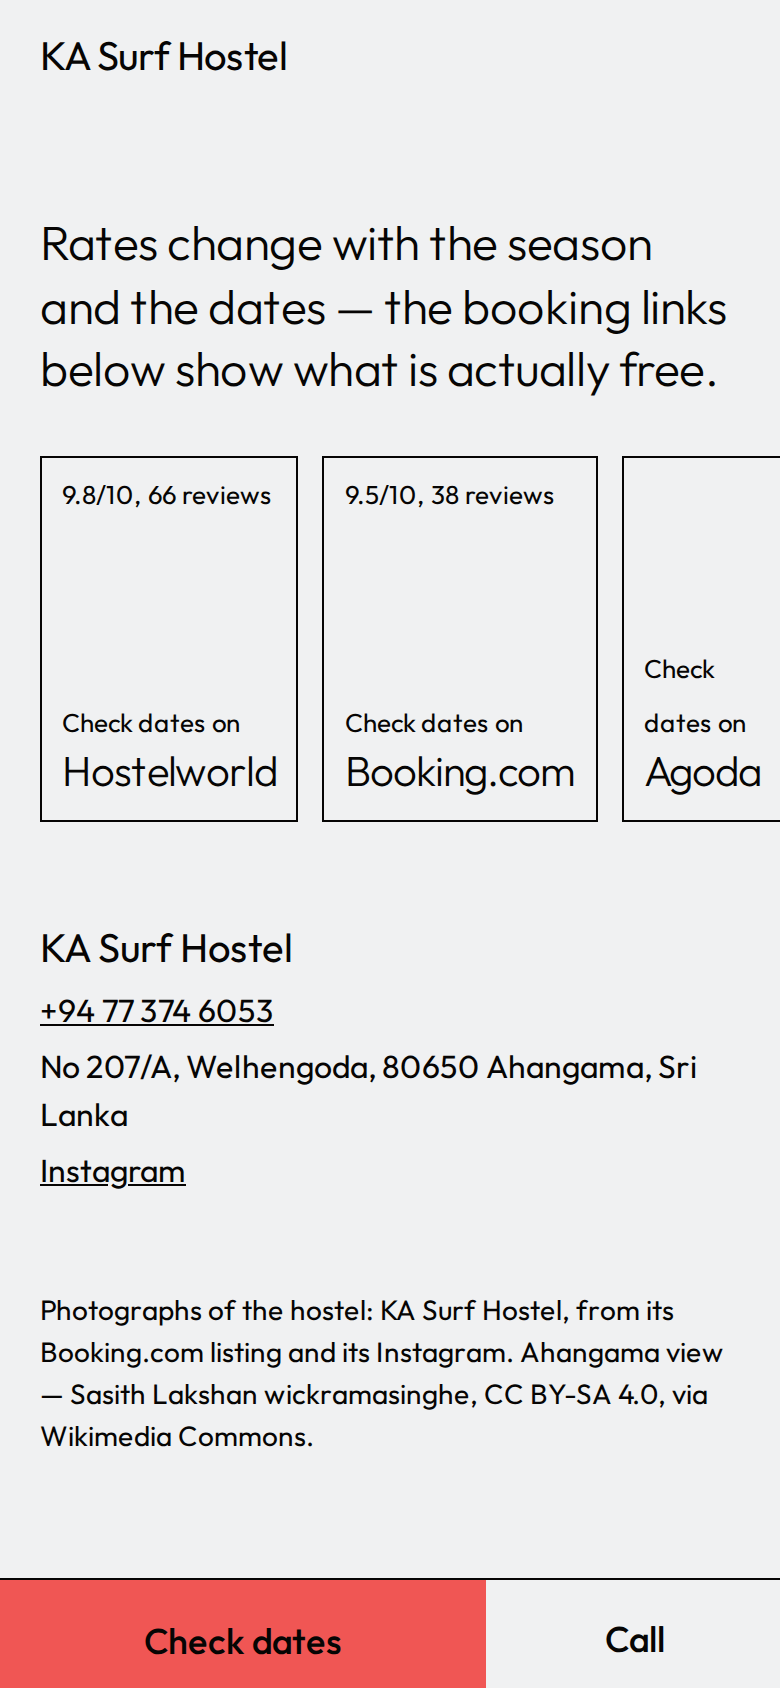 KA Surf Hostel
Rates change with the season
and the dates — the booking links
below show what is actually free.
9.8/10, 66 reviews
Check dates on
Hostelworld
9.5/10, 38 reviews
Check dates on
Booking.com
Check
dates on
Agoda
KA Surf Hostel
+94 77 374 6053
No 207/A, Welhengoda, 80650 Ahangama, Sri
Lanka
Instagram
Photographs of the hostel: KA Surf Hostel, from its
Booking.com listing and its Instagram. Ahangama view
— Sasith Lakshan wickramasinghe, CC BY-SA 4.0, via
Wikimedia Commons.
Check dates
Call